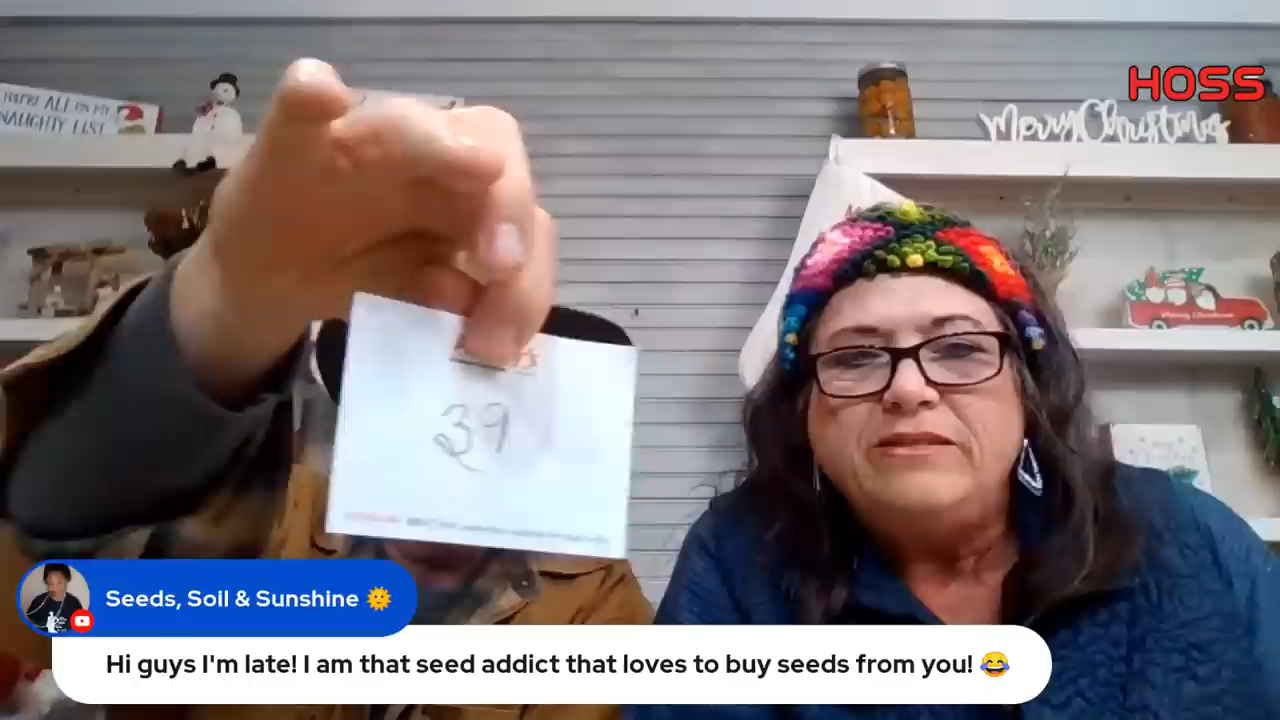 HOSS
YOU'RE ALL ON MY
NAUGHTY LIST
Merry Christmas
39
Seeds, Soil & Sunshine 🌞
Hi guys I'm late! I am that seed addict that loves to buy seeds from you! 😂